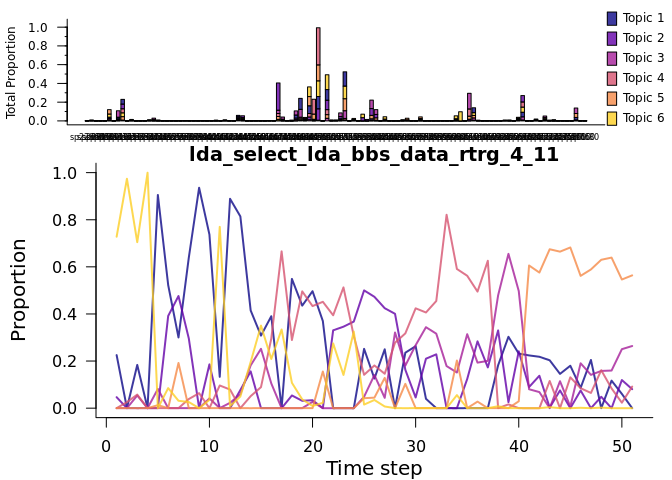 Total Proportion
1.0
0.8
0.6
0.4
0.2
0.0
Topic 1
Topic 2
Topic 3
Topic 4
Topic 5
Topic 6
lda_select_lda_bbs_data_rtrg_4_11
Proportion
1.0
0.8
0.6
0.4
0.2
0.0
0 10 20 30 40 50
Time step